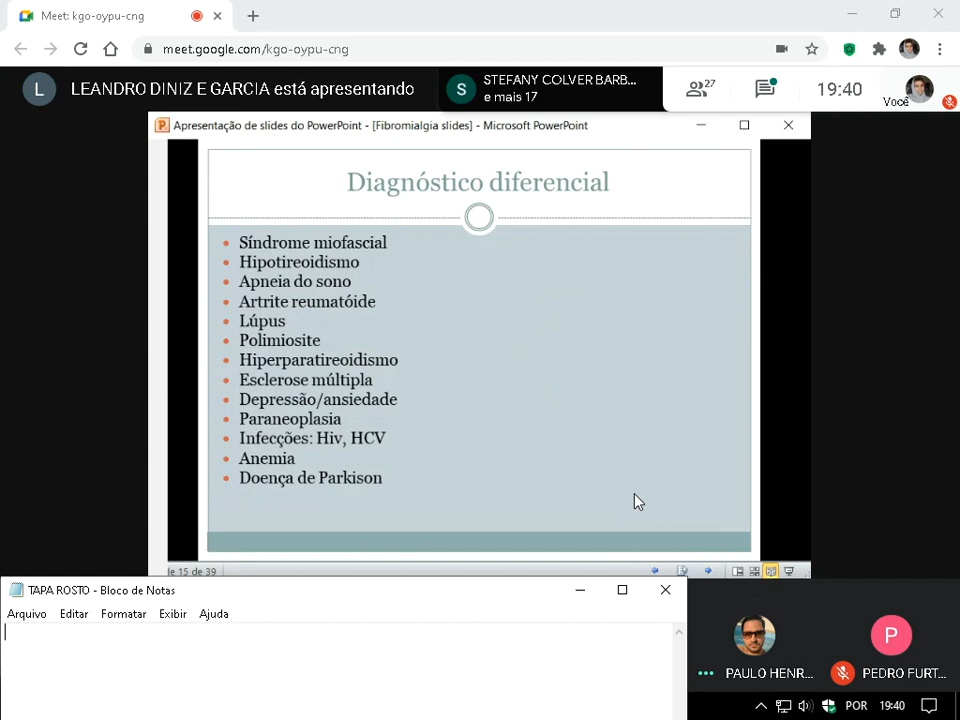 Meet: kgo-oypu-cng
meet.google.com/kgo-oypu-cng
L
LEANDRO DINIZ E GARCIA está apresentando
S
STEFANY COLVER BARB...
e mais 17
27
19:40
Você
Apresentação de slides do PowerPoint - [Fibromialgia slides] - Microsoft PowerPoint
Diagnóstico diferencial
• Síndrome miofascial
• Hipotireoidismo
• Apneia do sono
• Artrite reumatóide
• Lúpus
• Polimiosite
• Hiperparatireoidismo
• Esclerose múltipla
• Depressão/ansiedade
• Paraneoplasia
• Infecções: Hiv, HCV
• Anemia
• Doença de Parkison
de 15 de 39
TAPA ROSTO - Bloco de Notas
Arquivo Editar Formatar Exibir Ajuda
P
PAULO HENR...
PEDRO FURT...
POR 19:40